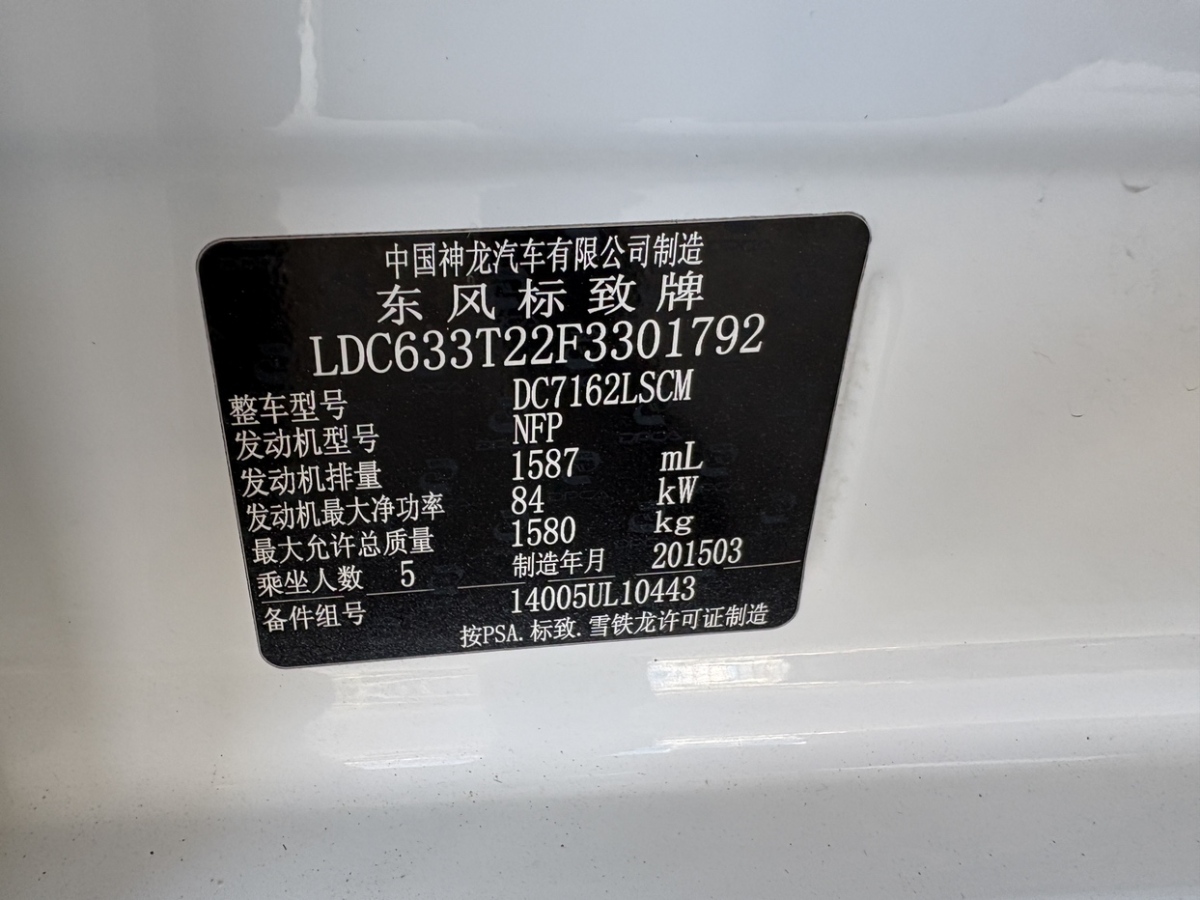 中国神龙汽车有限公司制造
东风标致牌
LDC633T22F3301792
整车型号 DC7162LSCM
发动机型号 NFP
发动机排量 1587 mL
发动机最大净功率 84 kW
最大允许总质量 1580 kg
乘坐人数 5 制造年月 201503
备件组号 14005UL10443
按PSA.标致.雪铁龙许可证制造